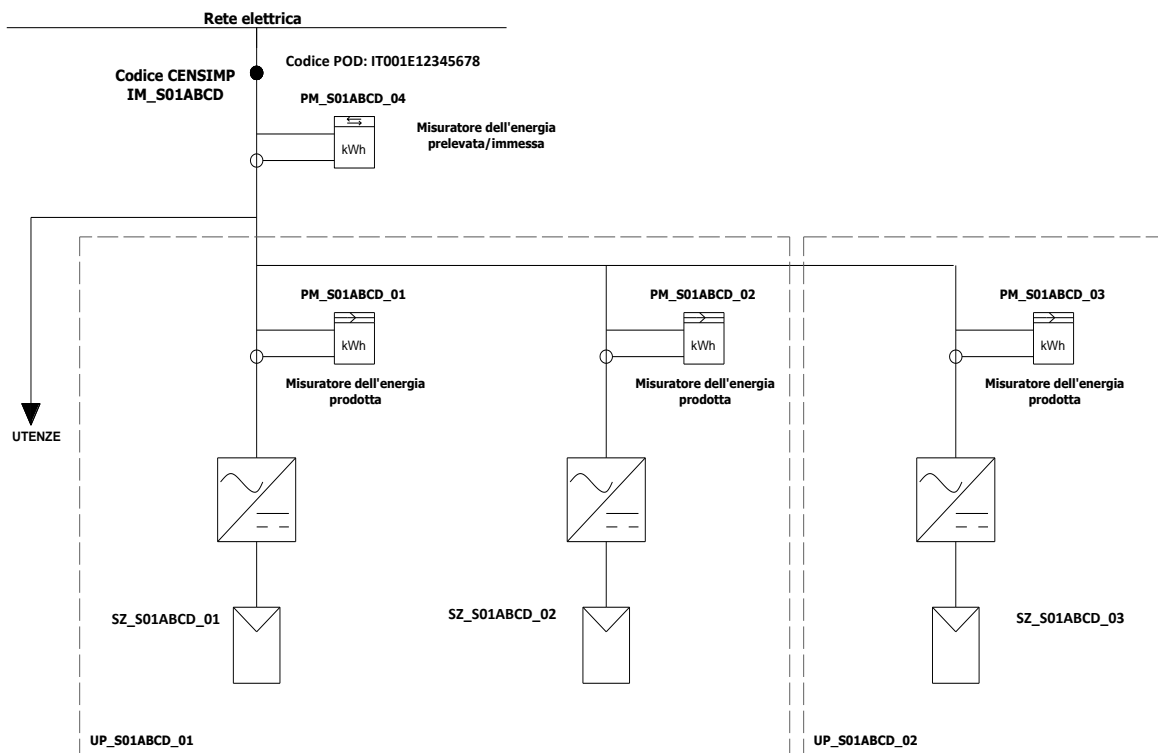 Rete elettrica
Codice POD: IT001E12345678
Codice CENSIMP
IM_S01ABCD
PM_S01ABCD_04
kWh
Misuratore dell'energia
prelevata/immessa
PM_S01ABCD_01
kWh
Misuratore dell'energia
prodotta
PM_S01ABCD_02
kWh
Misuratore dell'energia
prodotta
PM_S01ABCD_03
kWh
Misuratore dell'energia
prodotta
UTENZE
SZ_S01ABCD_01
SZ_S01ABCD_02
SZ_S01ABCD_03
UP_S01ABCD_01
UP_S01ABCD_02